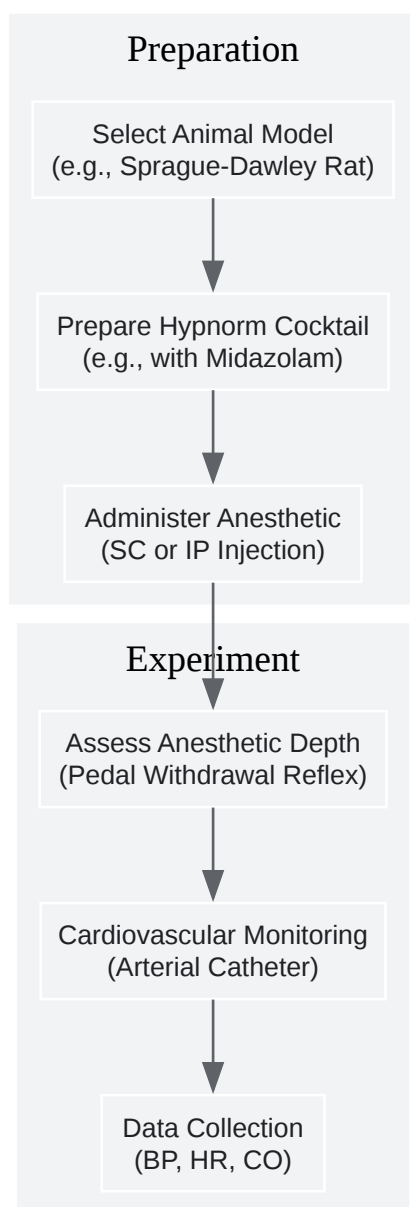 Preparation
Select Animal Model
(e.g., Sprague-Dawley Rat)
Prepare Hypnorm Cocktail
(e.g., with Midazolam)
Administer Anesthetic
(SC or IP Injection)
Experiment
Assess Anesthetic Depth
(Pedal Withdrawal Reflex)
Cardiovascular Monitoring
(Arterial Catheter)
Data Collection
(BP, HR, CO)